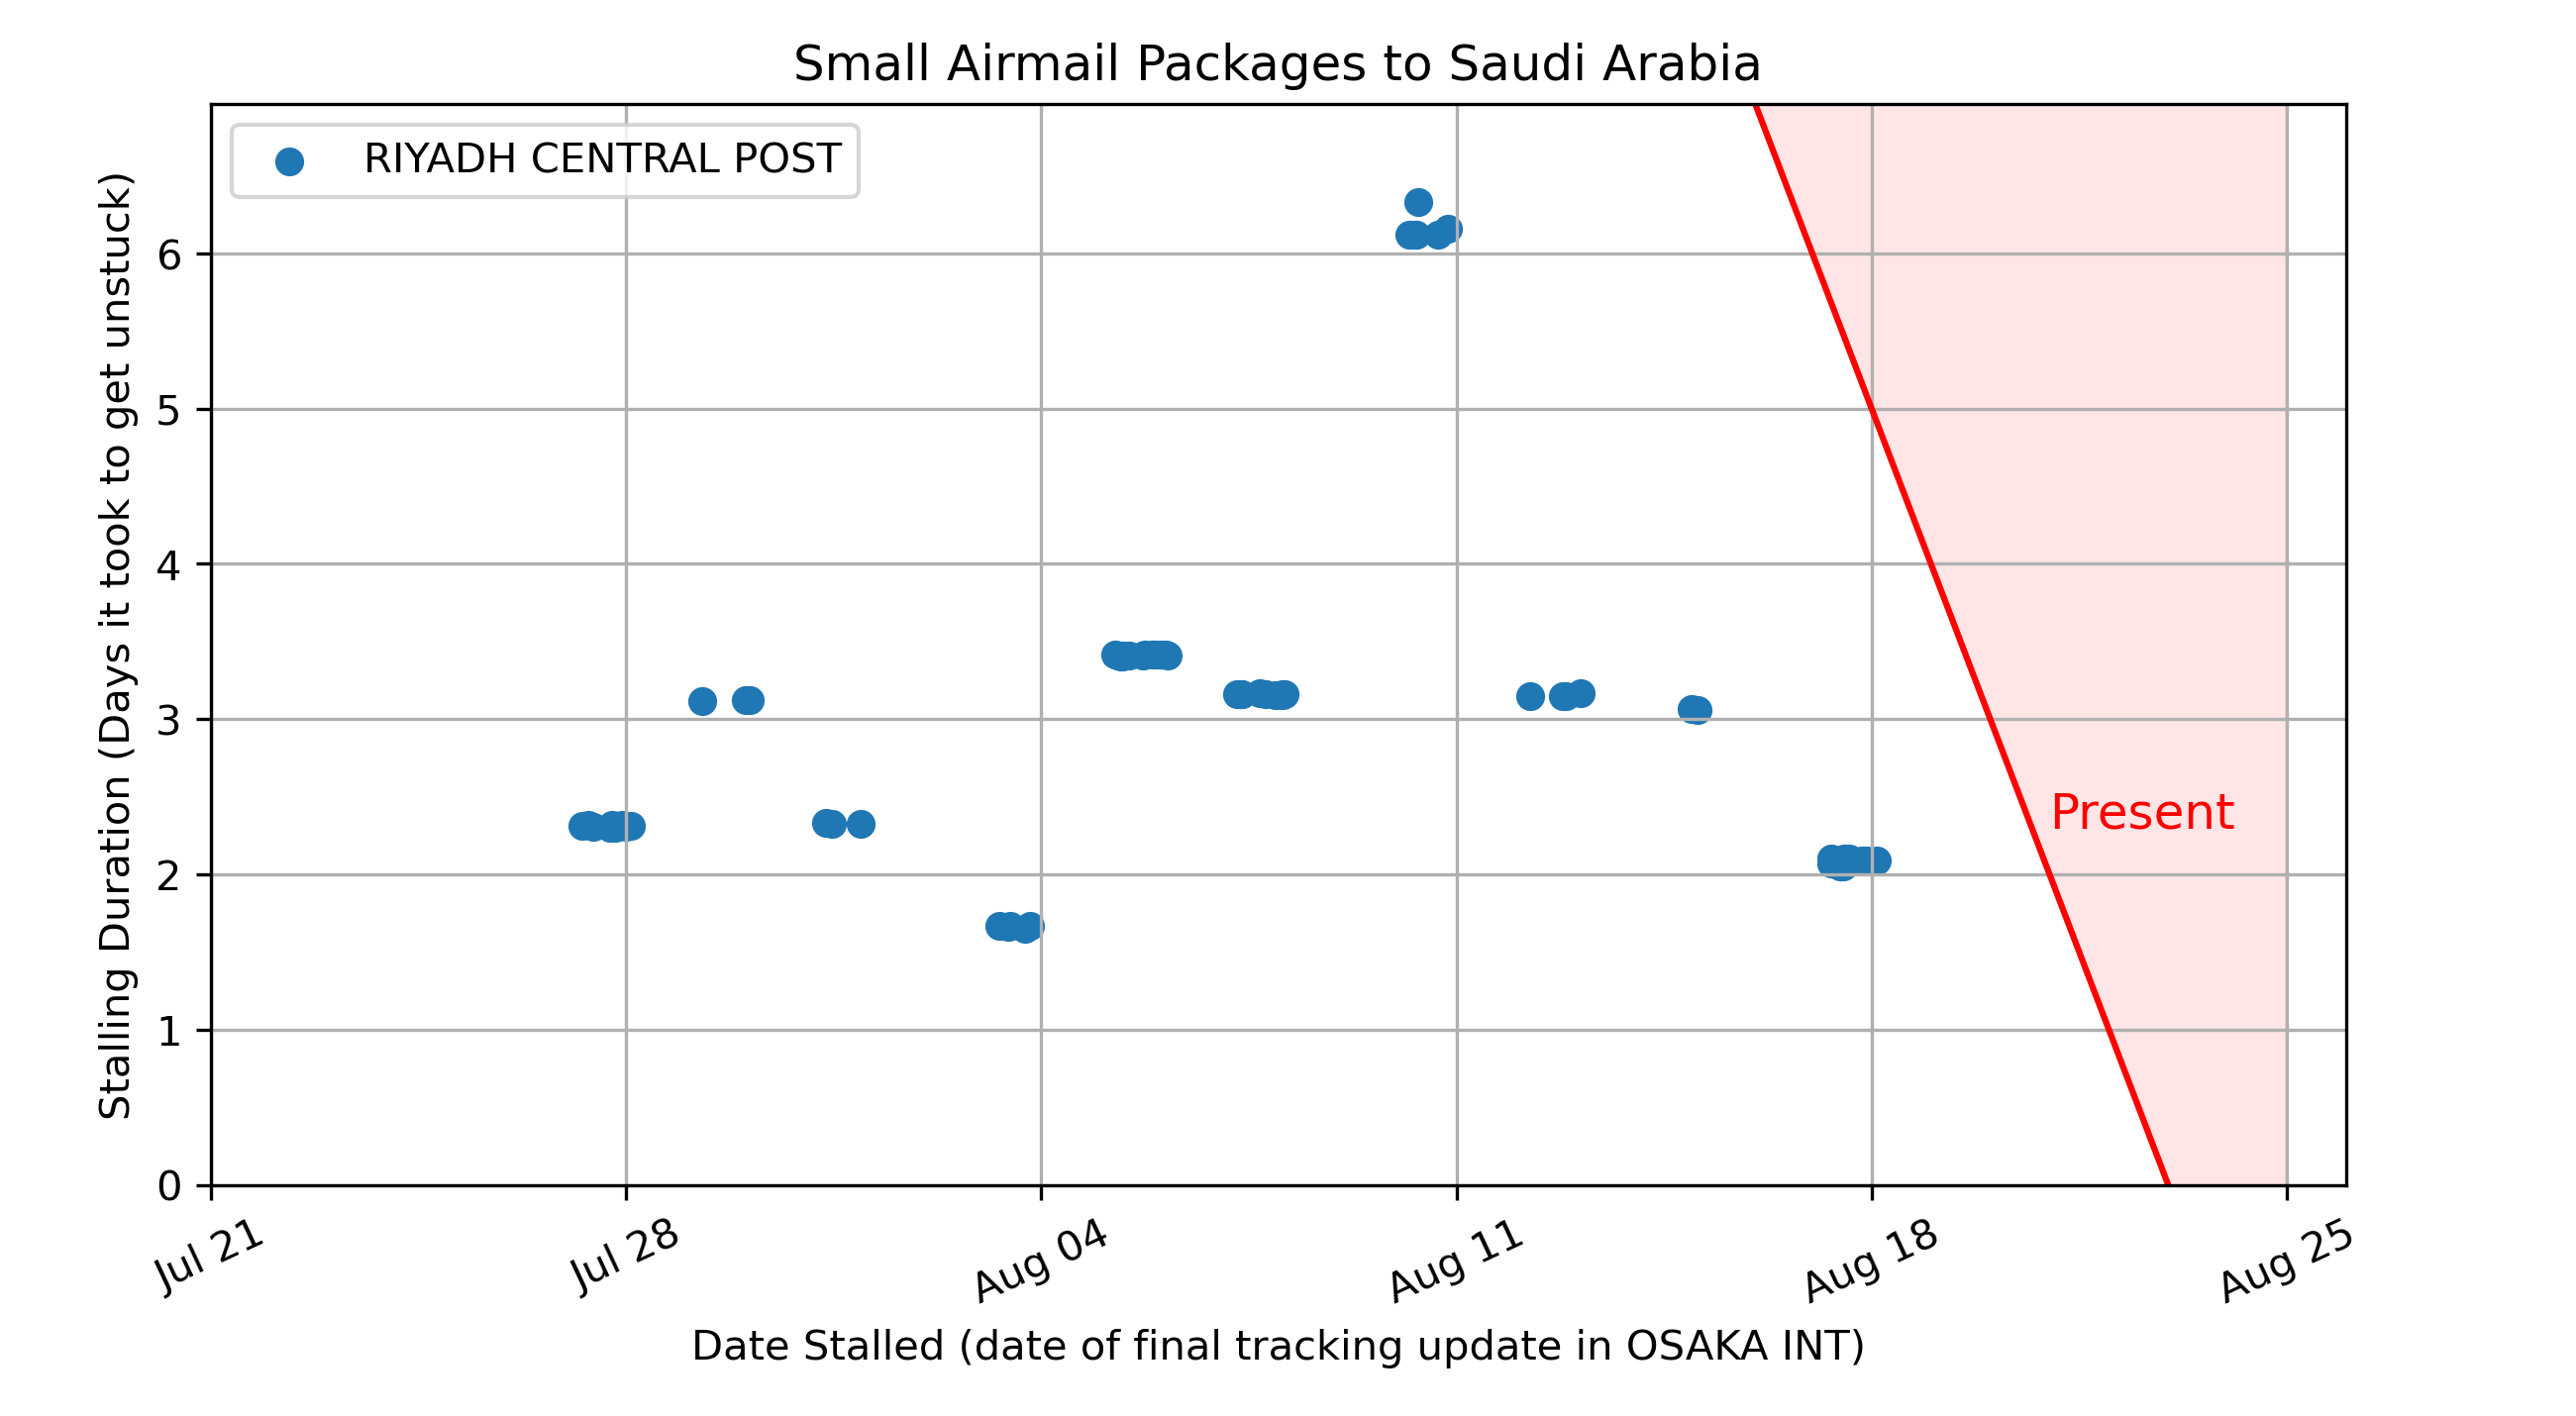 Small Airmail Packages to Saudi Arabia
RIYADH CENTRAL POST
Stalling Duration (Days it took to get unstuck)
6
5
4
3
2
1
0
Present
Jul 21
Jul 28
Aug 04
Aug 11
Aug 18
Aug 25
Date Stalled (date of final tracking update in OSAKA INT)